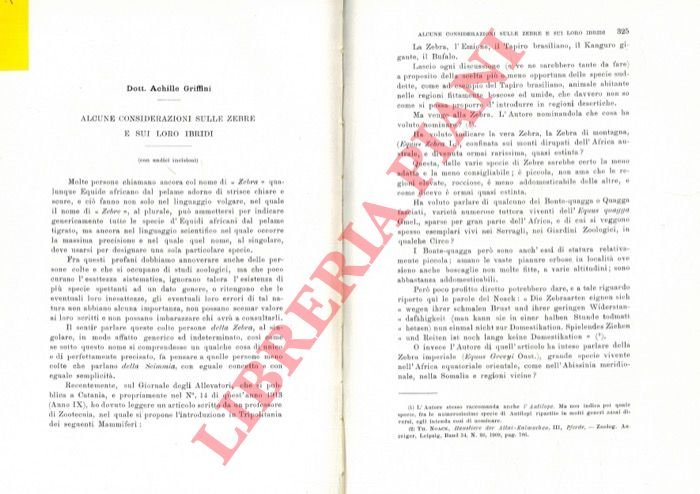 Dott. Achille Griffini
ALCUNE CONSIDERAZIONI SULLE ZEBRE
E SUI LORO IBRIDI
(con undici incisioni)
Molte persone chiamano ancora col nome di « Zebra » qua-
lunque Equide africano dal pelame adorno di strisce chiare e
scure, e ciò fanno non solo nel linguaggio volgare, nel quale
il nome di « Zebre », al plurale, può ammettersi per indicare
genericamente tutte le specie d' Equidi africani dal pelame
tigrato, ma ancora nel linguaggio scientifico nel quale occorre
la massima precisione e nel quale quel nome, al singolare,
deve usarsi per designare una sola particolare specie.
Fra questi profani dobbiamo annoverare anche delle per-
sone colte e che si occupano di studi zoologici, ma che poco
curano l'esattezza sistematica, ignorano talora l'esistenza di
più specie spettanti ad un dato genere, o ritengono che le
eventuali loro inesattezze, gli eventuali loro errori di tal na-
tura non abbiano alcuna importanza, non possano scemar valore
ai loro scritti e non possano imbarazzare chi avrà a consultarli.
Il sentir parlare queste colte persone della Zebra, al sin-
golare, in modo affatto generico ed indeterminato, così come
se sotto questo nome si comprendesse un qualche cosa d'unico
e di perfettamente precisato, fa pensare a quelle persone meno
colte che parlano della Scimmia, con eguale concetto e con
eguale semplicità.
Recentemente, sul Giornale degli Allevatori, che si pub-
blica a Catania, e propriamente nel N°. 14 di quest'anno 1913
(Anno IX), ho dovuto leggere un articolo scritto da un professore
di Zootecnia, nel quale si propone l'introduzione in Tripolitania
dei seguenti Mammiferi:
ALCUNE CONSIDERAZIONI SULLE ZEBRE E SUI LORO IBRIDI 325
La Zebra, l' Emione, il Tapiro brasiliano, il Kanguro gi-
gante, il Bufalo.
Lascio ogni discussione (e ve ne sarebbero tante da fare)
a proposito della scelta più o meno opportuna delle specie sud-
dette, come ad esempio del Tapiro brasiliano, animale abitante
nelle regioni fittamente boscose ed umide, che davvero non so
come si possa proporre d'introdurre in regioni desertiche.
Ma vengo alla Zebra. L'Autore nominandola che cosa ha
voluto nominare?
Ha voluto indicare la vera Zebra, la Zebra di montagna,
(Equus zebra L.), confinata sui monti dirupati dell'Africa au-
strale, divenuta ormai rarissima, quasi estinta?
Questa, delle varie specie di Zebra sarebbe certo la meno
adatta e la meno consigliabile; è piccola, non ama che le re-
gioni elevate, rocciose, è meno addomesticabile delle altre, e
come dicevo è ormai quasi estinta.
Ha voluto parlare di qualcuno dei Bonte-quagga o Quagga
fasciati, varietà numerose tuttora viventi dell' Equus quagga
Gmel., sparse per gran parte dell'Africa, e di cui si veggono
spesso esemplari vivi nei Serragli, nei Giardini Zoologici, in
qualche Circo?
I Bonte-quagga però sono anch' essi di statura relativa-
mente piccola; amano le vaste pianure erbose in località ove
sieno anche boscaglie non molte fitte, a varie altitudini; sono
abbastanza addomesticabili.
Però poco profitto diretto potrebbero dare, e a tale riguardo
riporto qui le parole del Noack: « Die Zebraarten eignen sich
« wegen ihrer schmalen Brust und ihrer geringen Widerstan-
« dafahigkeit (man kann sie in einer halben Stunde todmatt
« hetzen) nun einmal nicht zur Domestikation. Spielendes Ziehen
« und Reiten ist noch lange keine Domestikation » (²).
O invece l'Autore di quell'articolo ha inteso parlare della
Zebra imperiale (Equus Grevyi Oust.), grande specie vivente
nell'Africa equatoriale orientale, come nell'Abissinia meridio-
nale, nella Somalia e regioni vicine?
(1) L'Autore stesso raccomanda anche l' Antilope. Ma non indica poi quale
specie, fra le numerosissime specie di Antilopi ripartite in molti generi assai di-
versi, egli intenda così di nominare.
(2) TH. NOACK, Haustiere der Altai-Kalmücken, III, Pferde. — Zoolog. An-
zeiger, Leipzig, Band 34, 1909, pag. 766.
LIBRERIA PIANI